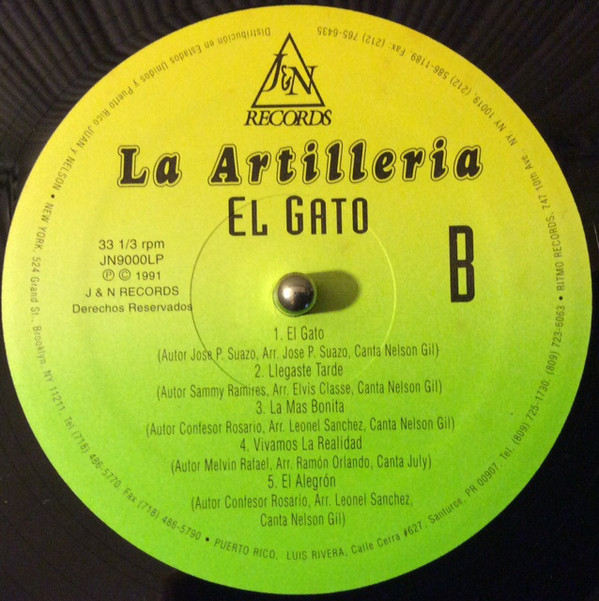 J&N
RECORDS
La Artilleria
EL GATO
33 1/3 rpm
JN9000LP
Ⓟ © 1991
J & N RECORDS
Derechos Reservados
B
1. El Gato
(Autor Jose P. Suazo, Arr. Jose P. Suazo, Canta Nelson Gil)
2. Llegaste Tarde
(Autor Sammy Ramires, Arr. Elvis Classe, Canta Nelson Gil)
3. La Mas Bonita
(Autor Confesor Rosario, Arr. Leonel Sanchez, Canta Nelson Gil)
4. Vivamos La Realidad
(Autor Melvin Rafael, Arr. Ramón Orlando, Canta July)
5. El Alegrón
(Autor Confesor Rosario, Arr. Leonel Sanchez,
Canta Nelson Gil)
Distribución en Estados Unidos y Puerto Rico JUAN y NELSON • NEW YORK, 524 Grand St., Brooklyn, NY 11211, Tel (718) 486-5770 Fax (718) 486-5790 • PUERTO RICO, LUIS RIVERA, Calle Cerra #627, Santurce, PR 00907, Tel. (809) 725-1730, (809) 723-6063 • RITMO RECORDS, 747 10th Ave., NY, NY 10019, (212) 586-1189, Fax: (212) 765-6435